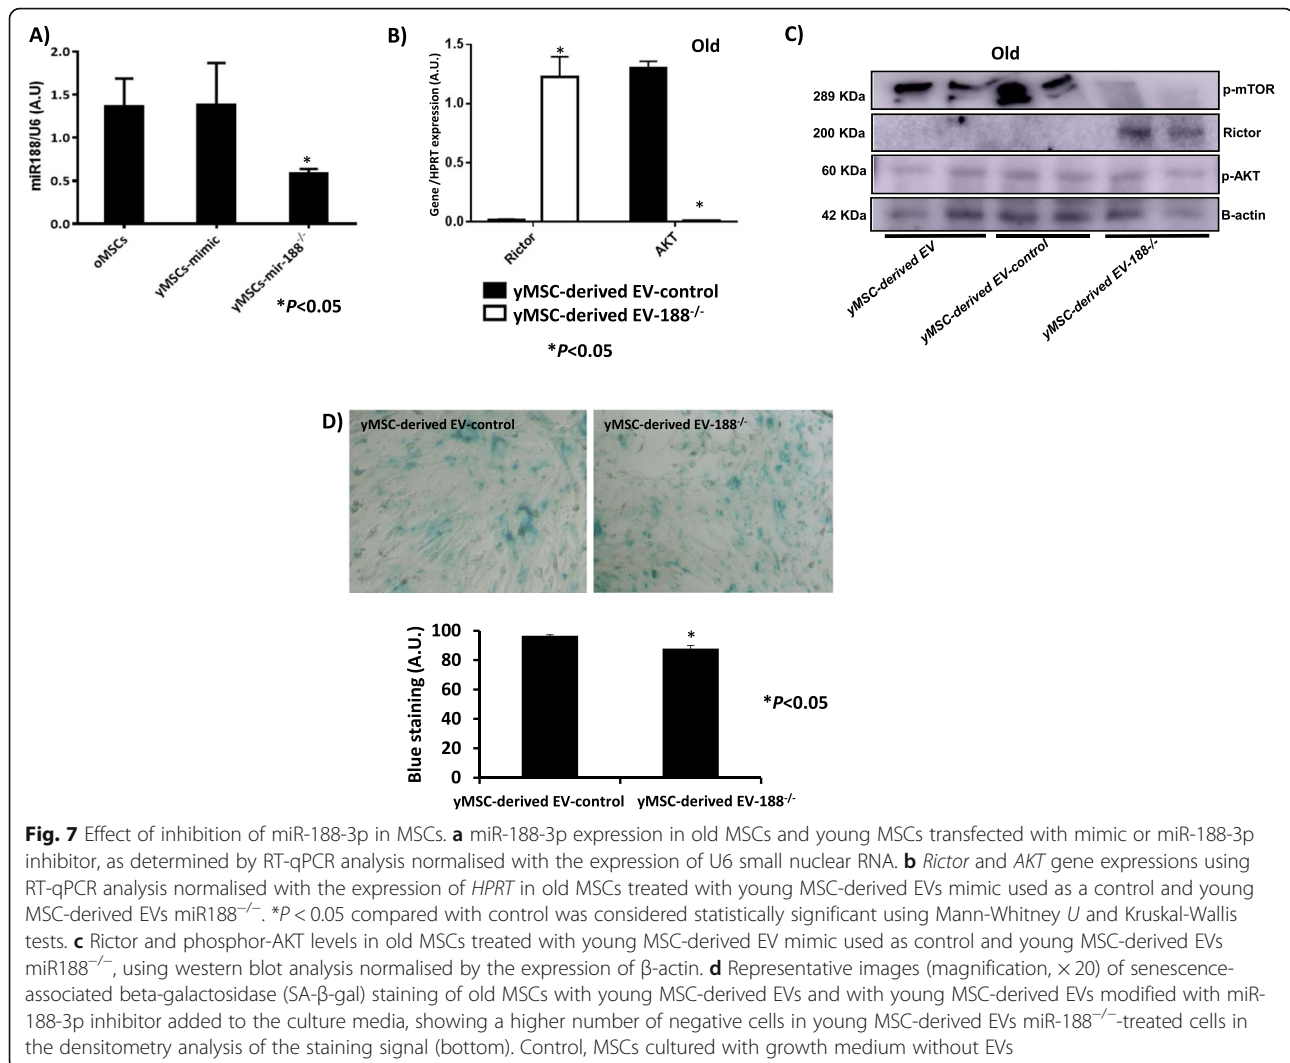 A)
2.0
1.5
1.0
0.5
0.0
miR188/U6 (A.U)
*
oMSCs
yMSCs-mimic
yMSCs-mir-188-/-
*P<0.05
B)
Old
1.5
1.0
0.5
0.0
Gene /HPRT expression (A.U.)
*
*
Rictor
AKT
yMSC-derived EV-control
yMSC-derived EV-188-/-
*P<0.05
C)
Old
289 KDa
p-mTOR
200 KDa
Rictor
60 KDa
p-AKT
42 KDa
B-actin
yMSC-derived EV
yMSC-derived EV-control
yMSC-derived EV-188-/-
D)
yMSC-derived EV-control
yMSC-derived EV-188-/-
100
80
60
40
20
0
Blue staining (A.U.)
*
*P<0.05
yMSC-derived EV-control
yMSC-derived EV-188-/-
Fig. 7 Effect of inhibition of miR-188-3p in MSCs. a miR-188-3p expression in old MSCs and young MSCs transfected with mimic or miR-188-3p
inhibitor, as determined by RT-qPCR analysis normalised with the expression of U6 small nuclear RNA. b Rictor and AKT gene expressions using
RT-qPCR analysis normalised with the expression of HPRT in old MSCs treated with young MSC-derived EVs mimic used as a control and young
MSC-derived EVs miR188−/−. *P < 0.05 compared with control was considered statistically significant using Mann-Whitney U and Kruskal-Wallis
tests. c Rictor and phosphor-AKT levels in old MSCs treated with young MSC-derived EV mimic used as control and young MSC-derived EVs
miR188−/−, using western blot analysis normalised by the expression of β-actin. d Representative images (magnification, × 20) of senescence-
associated beta-galactosidase (SA-β-gal) staining of old MSCs with young MSC-derived EVs and with young MSC-derived EVs modified with miR-
188-3p inhibitor added to the culture media, showing a higher number of negative cells in young MSC-derived EVs miR-188−/−-treated cells in
the densitometry analysis of the staining signal (bottom). Control, MSCs cultured with growth medium without EVs